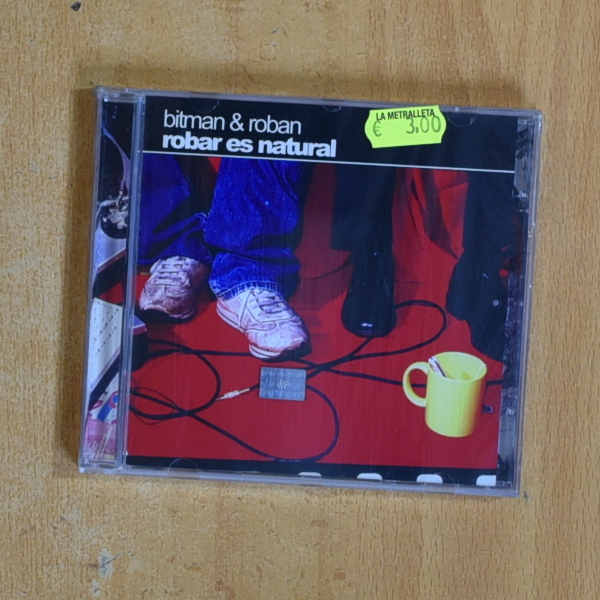 bitman & roban
robar es natural
LA METRALLETA
€ 3,00